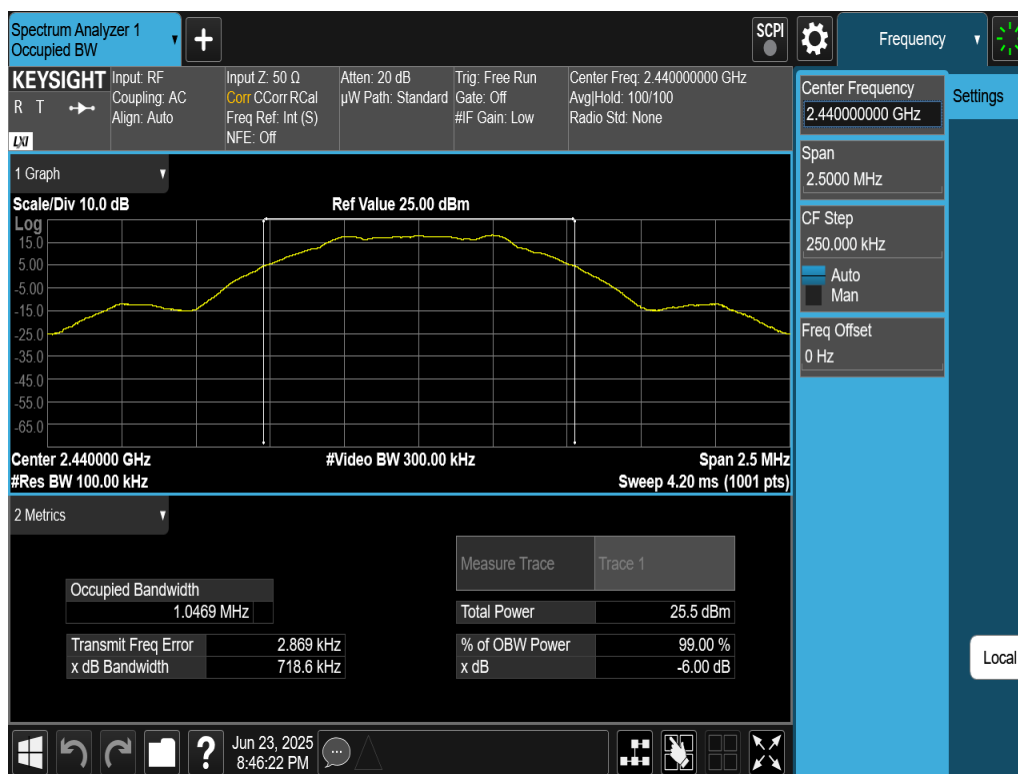 Spectrum Analyzer 1
Occupied BW
+
SCPI
Frequency
KEYSIGHT
R T
LXI
Input: RF
Coupling: AC
Align: Auto
Input Z: 50 Ω
Corr CCorr RCal
Freq Ref: Int (S)
NFE: Off
Atten: 20 dB
µW Path: Standard
Trig: Free Run
Gate: Off
#IF Gain: Low
Center Freq: 2.440000000 GHz
Avg|Hold: 100/100
Radio Std: None
Center Frequency
2.440000000 GHz
Settings
Span
2.5000 MHz
CF Step
250.000 kHz
Auto
Man
Freq Offset
0 Hz
Local
1 Graph
Scale/Div 10.0 dB
Ref Value 25.00 dBm
Log
15.0
5.00
-5.00
-15.0
-25.0
-35.0
-45.0
-55.0
-65.0
Center 2.440000 GHz
#Video BW 300.00 kHz
Span 2.5 MHz
#Res BW 100.00 kHz
Sweep 4.20 ms (1001 pts)
2 Metrics
Measure Trace
Trace 1
Occupied Bandwidth
1.0469 MHz
Total Power
25.5 dBm
Transmit Freq Error
2.869 kHz
% of OBW Power
99.00 %
x dB Bandwidth
718.6 kHz
x dB
-6.00 dB
?
Jun 23, 2025
8:46:22 PM